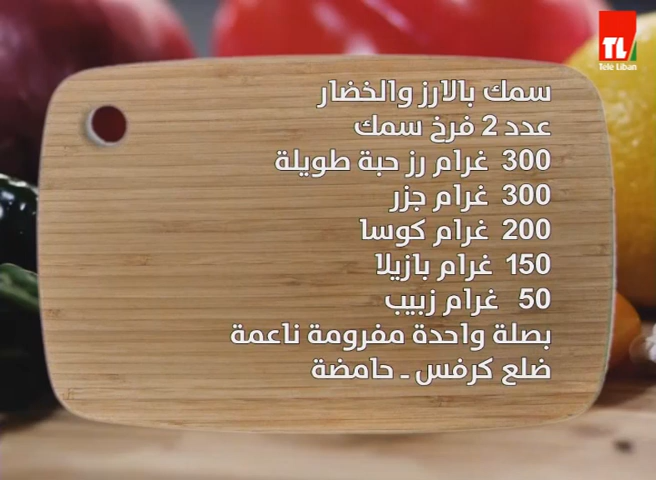 TL
Télé Liban
سمك بالارز والخضار
عدد 2 فرخ سمك
300 غرام رز حبة طويلة
300 غرام جزر
200 غرام كوسا
150 غرام بازيلا
50 غرام زبيب
بصلة واحدة مفرومة ناعمة
ضلع كرفس - حامضة